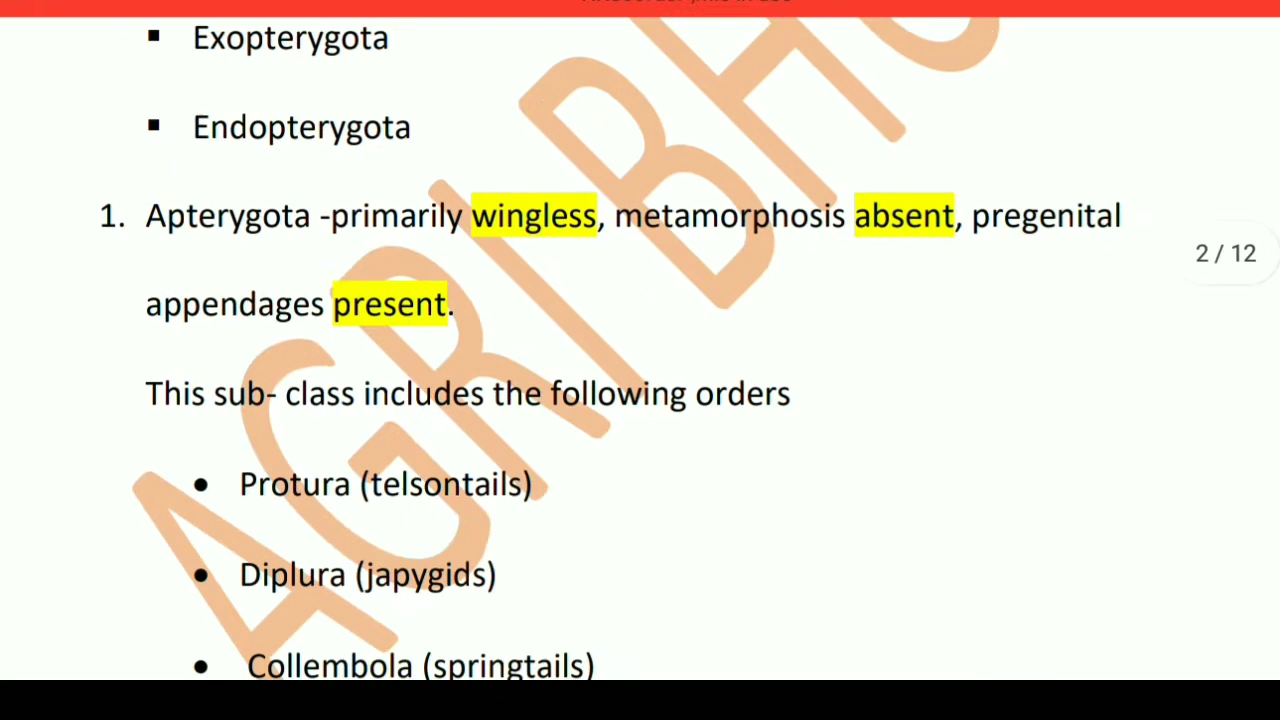 ▪ Exopterygota
▪ Endopterygota
1. Apterygota -primarily wingless, metamorphosis absent, pregenital
appendages present.
2 / 12
This sub- class includes the following orders
• Protura (telsontails)
• Diplura (japygids)
• Collembola (springtails)
AGRI